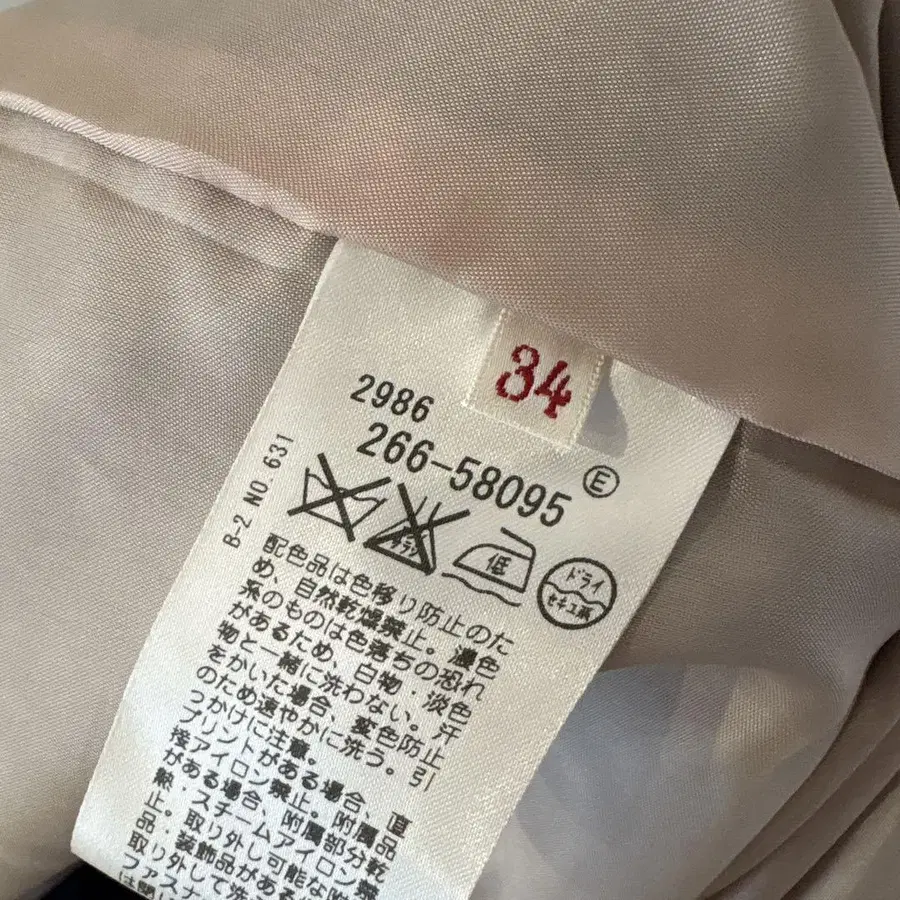 34
2986
266-58095
E
B-2 NO.631
サラシ
低
ドライ
セキユ系
配色品は色移り防止のた
め、自然乾燥禁止。濃色
系のものは色落ちの恐れ
があるため、白物・淡色
物と一緒に洗わない。汗
をかいた場合、変色防止
のため速やかに洗う。引
っかけに注意。
プリントがある場合、直
接アイロン禁止。附属品
がある場合、附属部分乾
熱・スチームアイロン禁
止。取り外し可能な附
品・装飾品が
取り外して洗
ファスナ